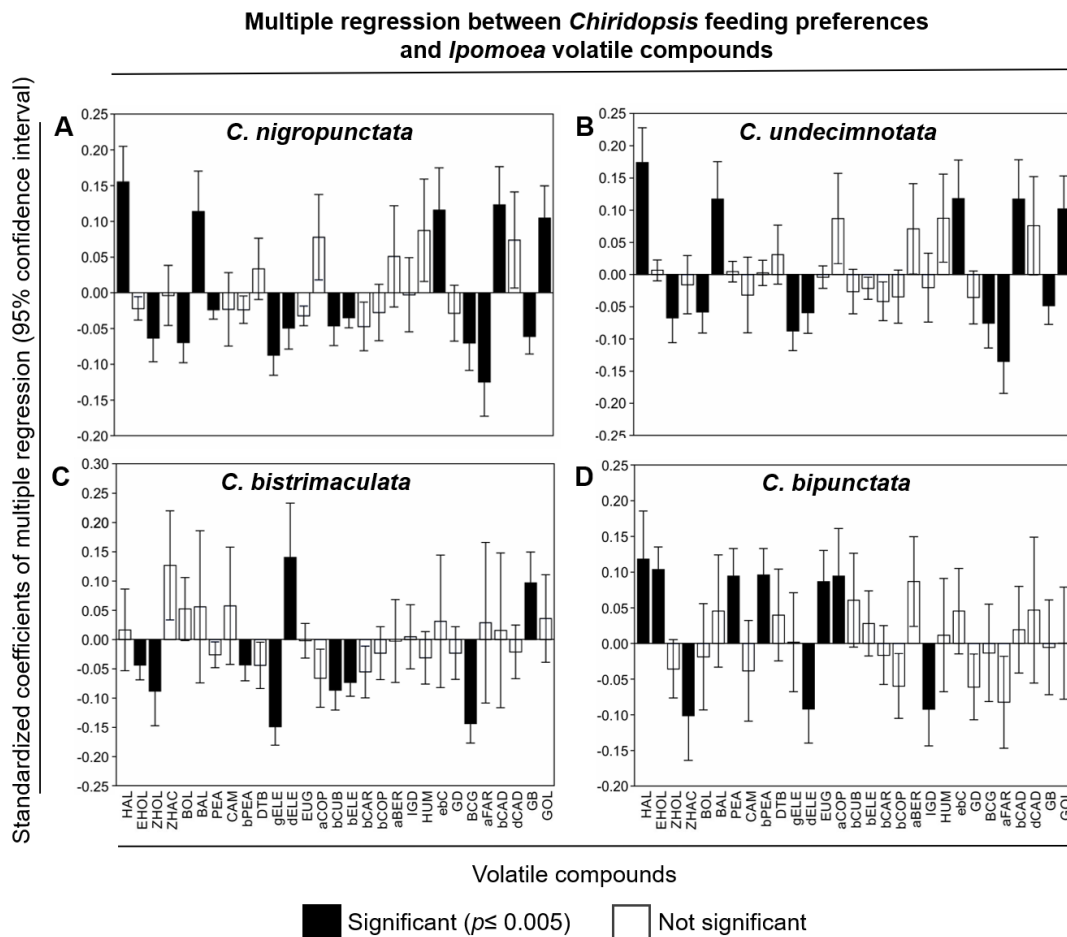 Multiple regression between Chiridopsis feeding preferences
and Ipomoea volatile compounds
Standardized coefficients of multiple regression (95% confidence interval)
A
C. nigropunctata
0.25
0.20
0.15
0.10
0.05
0.00
-0.05
-0.10
-0.15
-0.20
B
C. undecimnotata
0.25
0.20
0.15
0.10
0.05
0.00
-0.05
-0.10
-0.15
-0.20
-0.25
C
C. bistrimaculata
0.30
0.25
0.20
0.15
0.10
0.05
0.00
-0.05
-0.10
-0.15
-0.20
-0.25
HAL
EHOL
ZHOL
ZHAC
BOL
BAL
PEA
CAM
bPEA
DTB
gELE
dELE
EUG
aCOP
bCUB
bELE
bCAR
bCOP
aBER
IGD
HUM
ebC
GD
BCG
aFAR
bCAD
dCAD
GB
GOL
D
C. bipunctata
0.25
0.20
0.15
0.10
0.05
0.00
-0.05
-0.10
-0.15
-0.20
HAL
EHOL
ZHOL
ZHAC
BOL
BAL
PEA
CAM
bPEA
DTB
gELE
dELE
EUG
aCOP
bCUB
bELE
bCAR
bCOP
aBER
IGD
HUM
ebC
GD
BCG
aFAR
bCAD
dCAD
GB
GOL
Volatile compounds
Significant (p≤ 0.005)
Not significant